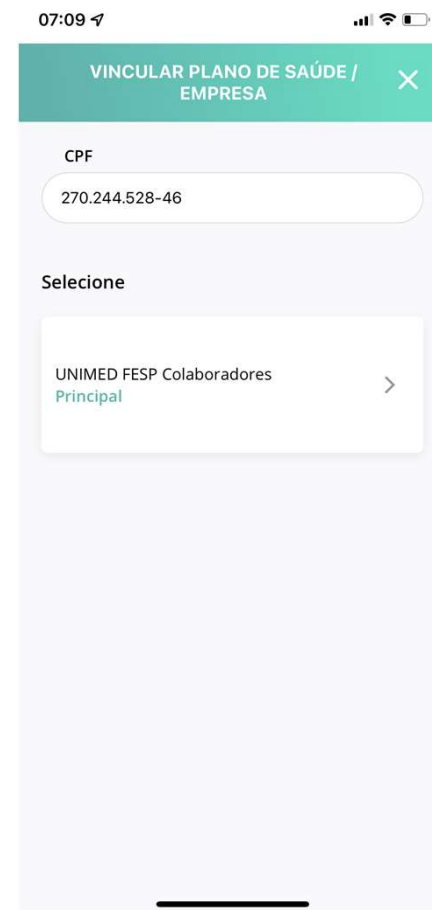 07:09
VINCULAR PLANO DE SAÚDE /
EMPRESA
CPF
270.244.528-46
Selecione
UNIMED FESP Colaboradores
Principal